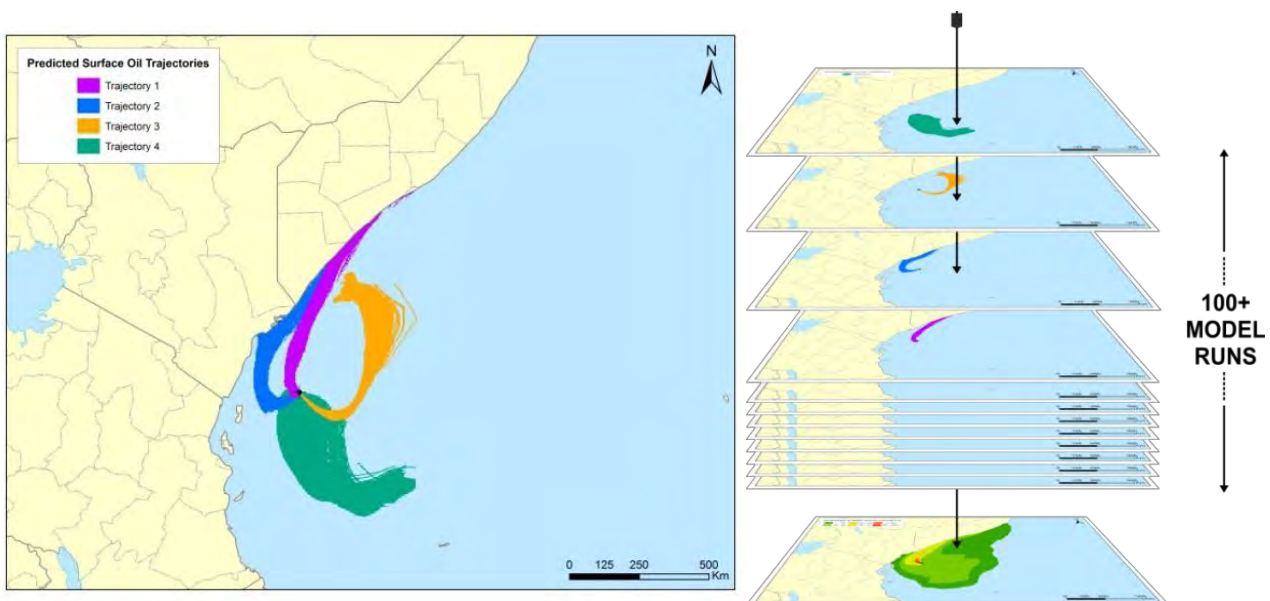 Predicted Surface Oil Trajectories
Trajectory 1
Trajectory 2
Trajectory 3
Trajectory 4
N
0 125 250 500
Km
100+
MODEL
RUNS